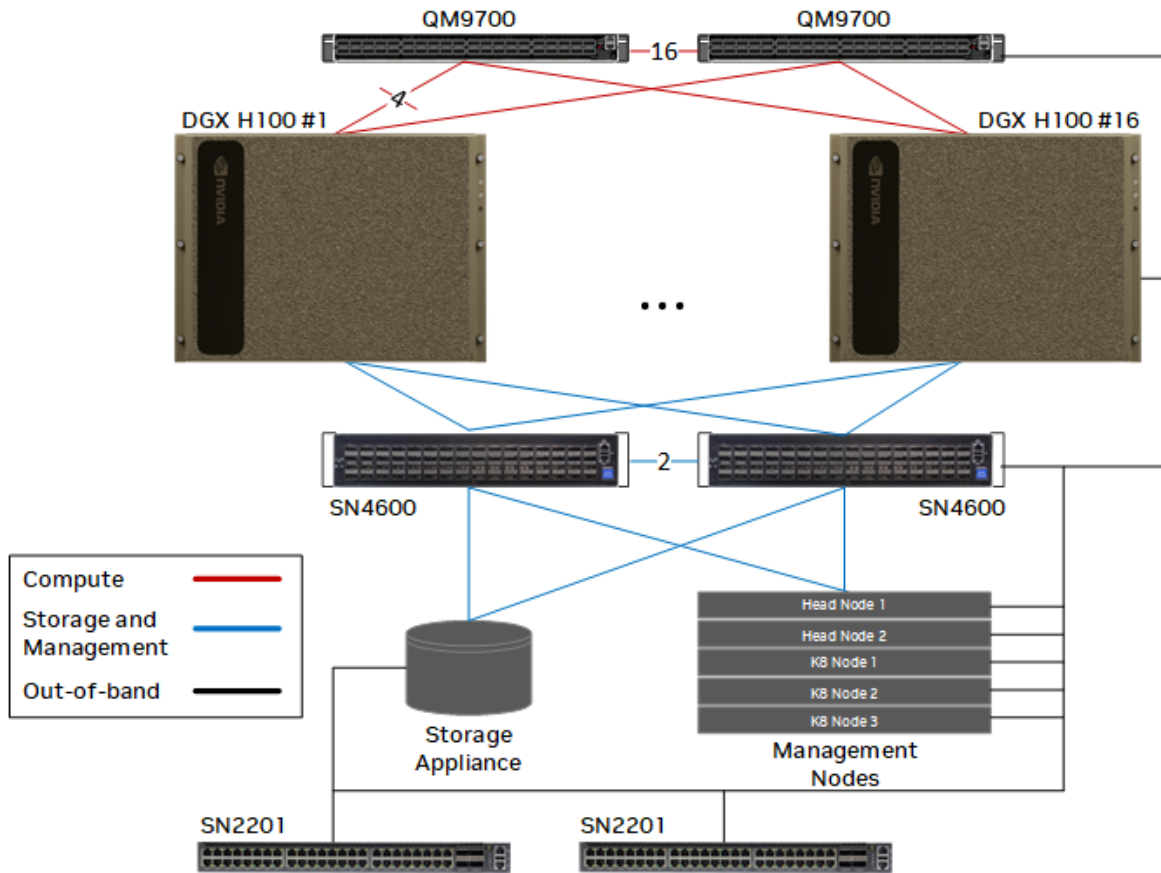 QM9700
QM9700
16
4
DGX H100 #1
DGX H100 #16
NVIDIA
NVIDIA
...
2
SN4600
SN4600
Compute
Storage and
Management
Out-of-band
Head Node 1
Head Node 2
K8 Node 1
K8 Node 2
K8 Node 3
Storage
Appliance
Management
Nodes
SN2201
SN2201